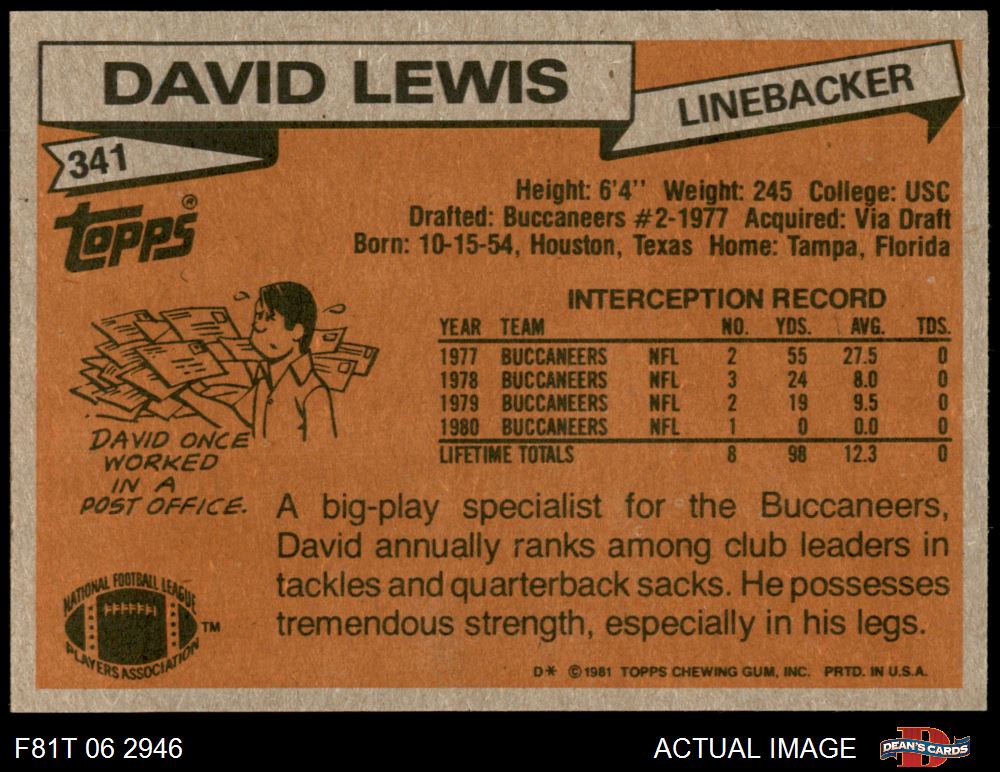 DAVID LEWIS
LINEBACKER
341
TOPPS®
Height: 6'4'' Weight: 245 College: USC
Drafted: Buccaneers #2-1977 Acquired: Via Draft
Born: 10-15-54, Houston, Texas Home: Tampa, Florida
INTERCEPTION RECORD
YEAR TEAM NO. YDS. AVG. TDS.
1977 BUCCANEERS NFL 2 55 27.5 0
1978 BUCCANEERS NFL 3 24 8.0 0
1979 BUCCANEERS NFL 2 19 9.5 0
1980 BUCCANEERS NFL 1 0 0.0 0
LIFETIME TOTALS 8 98 12.3 0
DAVID ONCE
WORKED
IN A
POST OFFICE.
A big-play specialist for the Buccaneers,
David annually ranks among club leaders in
tackles and quarterback sacks. He possesses
tremendous strength, especially in his legs.
NATIONAL FOOTBALL LEAGUE
PLAYERS ASSOCIATION
TM
D* © 1981 TOPPS CHEWING GUM, INC. PRTD. IN U.S.A.
F81T 06 2946
ACTUAL IMAGE
D
DEAN'S CARDS